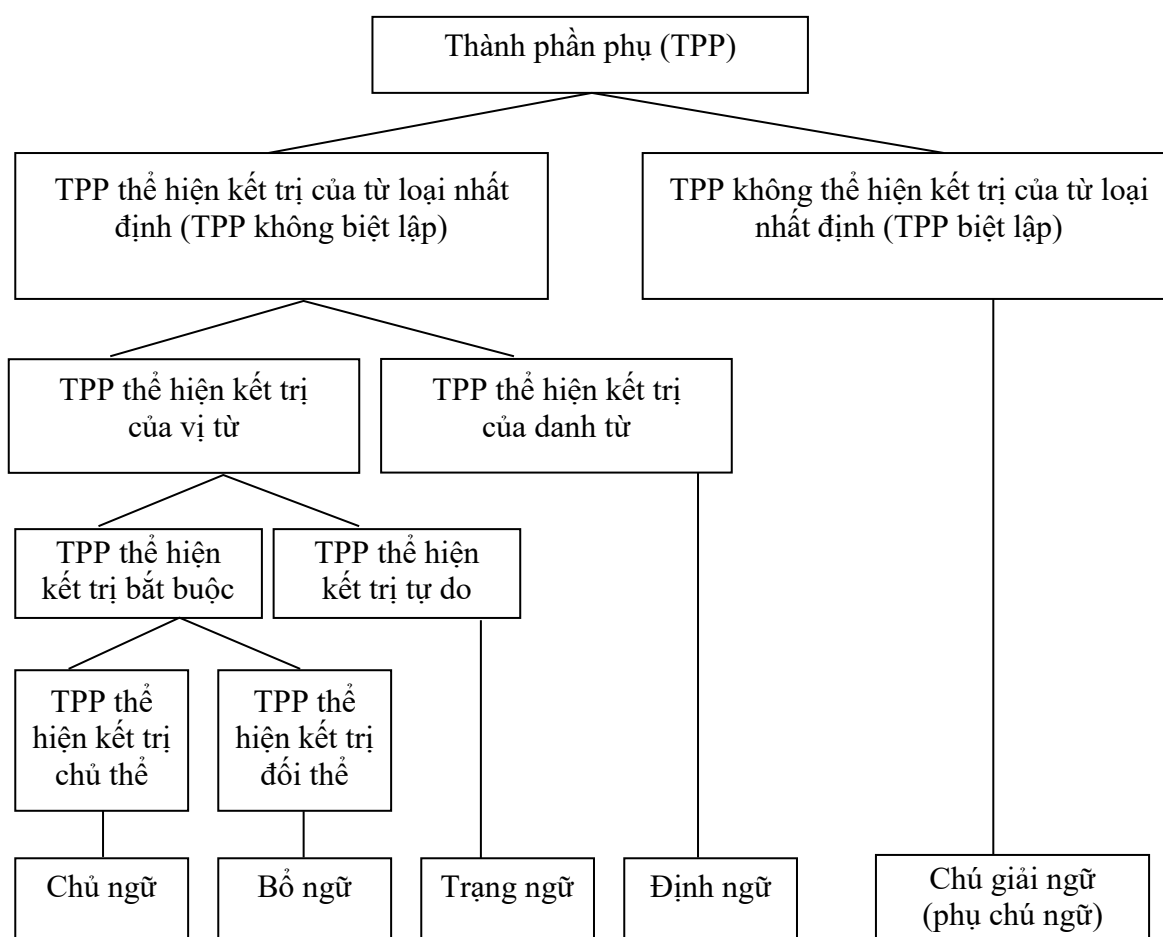 Thành phần phụ (TPP)
TPP thể hiện kết trị của từ loại nhất
định (TPP không biệt lập)
TPP không thể hiện kết trị của từ loại
nhất định (TPP biệt lập)
TPP thể hiện kết trị
của vị từ
TPP thể hiện kết trị
của danh từ
TPP thể hiện
kết trị bắt buộc
TPP thể hiện
kết trị tự do
TPP thể
hiện kết trị
chủ thể
TPP thể
hiện kết trị
đối thể
Chủ ngữ
Bổ ngữ
Trạng ngữ
Định ngữ
Chú giải ngữ
(phụ chú ngữ)